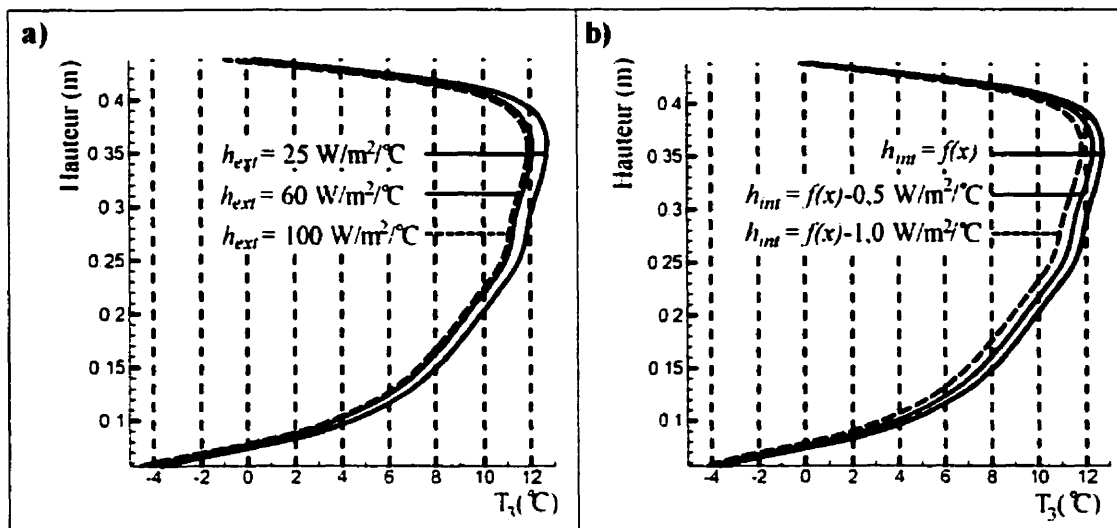 a)
Hauteur (m)
0.4
0.35
0.3
0.25
0.2
0.15
0.1
h_ext = 25 W/m²/°C
h_ext = 60 W/m²/°C
h_ext = 100 W/m²/°C
-4 -2 0 2 4 6 8 10 12
T₃(°C)
b)
Hauteur (m)
0.4
0.35
0.3
0.25
0.2
0.15
0.1
h_int = f(x)
h_int = f(x)-0,5 W/m²/°C
h_int = f(x)-1,0 W/m²/°C
-4 -2 0 2 4 6 8 10 12
T₃(°C)